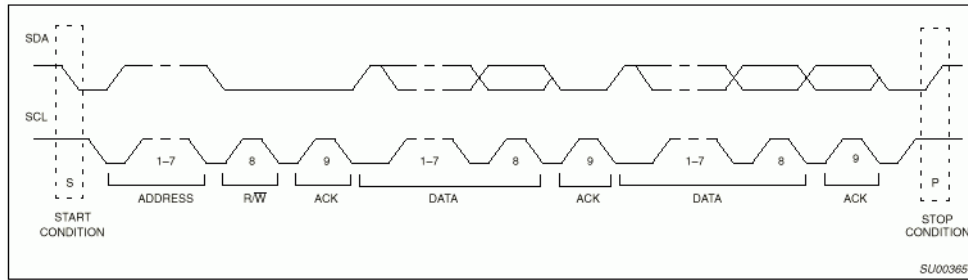 SDA
SCL
1–7 8 9 1–7 8 9 1–7 8 9
S P
ADDRESS R/W̅ ACK DATA ACK DATA ACK
START CONDITION
STOP CONDITION
SU00365